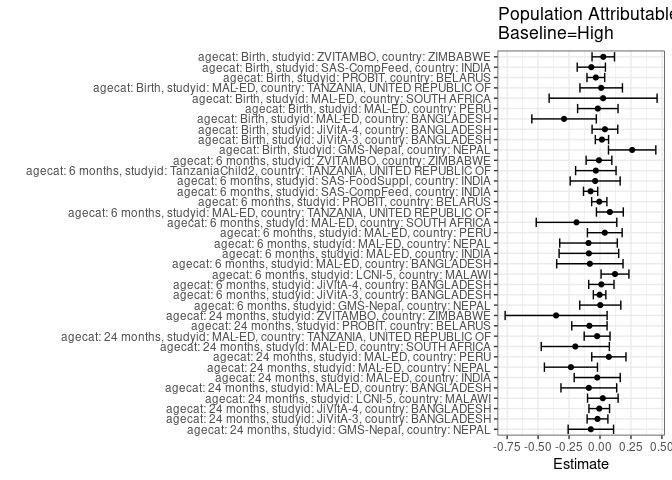 Population Attributable
Baseline=High
agecat: Birth, studyid: ZVITAMBO, country: ZIMBABWE
agecat: Birth, studyid: SAS-CompFeed, country: INDIA
agecat: Birth, studyid: PROBIT, country: BELARUS
agecat: Birth, studyid: MAL-ED, country: TANZANIA, UNITED REPUBLIC OF
agecat: Birth, studyid: MAL-ED, country: SOUTH AFRICA
agecat: Birth, studyid: MAL-ED, country: PERU
agecat: Birth, studyid: MAL-ED, country: BANGLADESH
agecat: Birth, studyid: JiVitA-4, country: BANGLADESH
agecat: Birth, studyid: JiVitA-3, country: BANGLADESH
agecat: Birth, studyid: GMS-Nepal, country: NEPAL
agecat: 6 months, studyid: ZVITAMBO, country: ZIMBABWE
agecat: 6 months, studyid: TanzaniaChild2, country: TANZANIA, UNITED REPUBLIC OF
agecat: 6 months, studyid: SAS-FoodSuppl, country: INDIA
agecat: 6 months, studyid: SAS-CompFeed, country: INDIA
agecat: 6 months, studyid: PROBIT, country: BELARUS
agecat: 6 months, studyid: MAL-ED, country: TANZANIA, UNITED REPUBLIC OF
agecat: 6 months, studyid: MAL-ED, country: SOUTH AFRICA
agecat: 6 months, studyid: MAL-ED, country: PERU
agecat: 6 months, studyid: MAL-ED, country: NEPAL
agecat: 6 months, studyid: MAL-ED, country: INDIA
agecat: 6 months, studyid: MAL-ED, country: BANGLADESH
agecat: 6 months, studyid: LCNI-5, country: MALAWI
agecat: 6 months, studyid: JiVitA-4, country: BANGLADESH
agecat: 6 months, studyid: JiVitA-3, country: BANGLADESH
agecat: 6 months, studyid: GMS-Nepal, country: NEPAL
agecat: 24 months, studyid: ZVITAMBO, country: ZIMBABWE
agecat: 24 months, studyid: PROBIT, country: BELARUS
agecat: 24 months, studyid: MAL-ED, country: TANZANIA, UNITED REPUBLIC OF
agecat: 24 months, studyid: MAL-ED, country: SOUTH AFRICA
agecat: 24 months, studyid: MAL-ED, country: PERU
agecat: 24 months, studyid: MAL-ED, country: NEPAL
agecat: 24 months, studyid: MAL-ED, country: INDIA
agecat: 24 months, studyid: MAL-ED, country: BANGLADESH
agecat: 24 months, studyid: LCNI-5, country: MALAWI
agecat: 24 months, studyid: JiVitA-4, country: BANGLADESH
agecat: 24 months, studyid: JiVitA-3, country: BANGLADESH
agecat: 24 months, studyid: GMS-Nepal, country: NEPAL
-0.75 -0.50 -0.25 0.00 0.25 0.50
Estimate